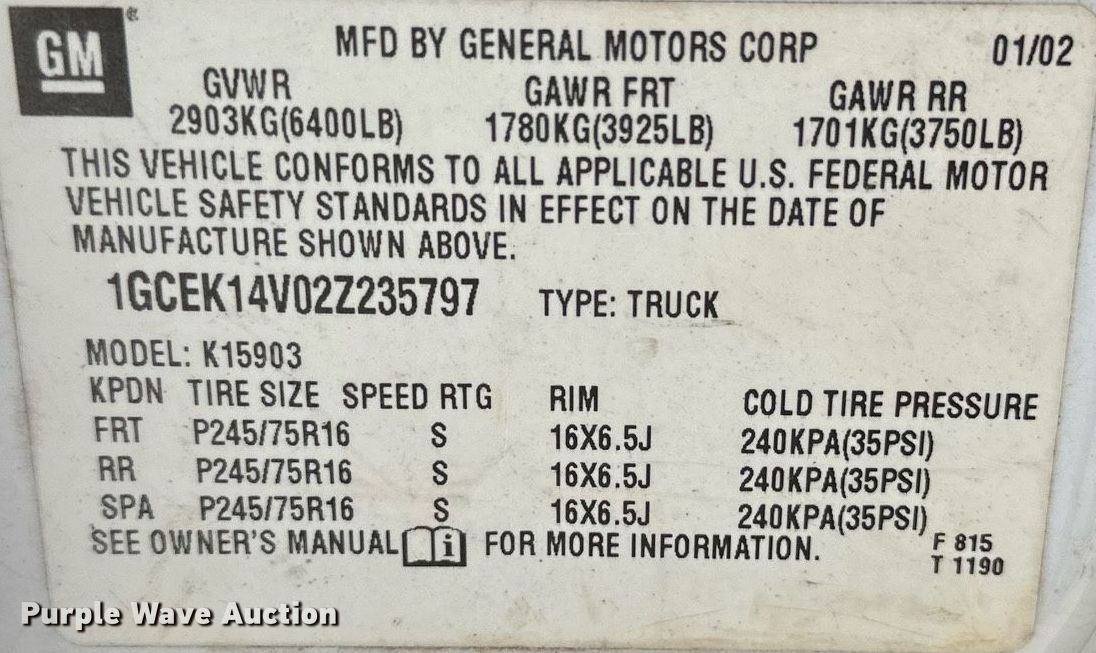 GM
MFD BY GENERAL MOTORS CORP 01/02
GVWR GAWR FRT GAWR RR
2903KG(6400LB) 1780KG(3925LB) 1701KG(3750LB)
THIS VEHICLE CONFORMS TO ALL APPLICABLE U.S. FEDERAL MOTOR
VEHICLE SAFETY STANDARDS IN EFFECT ON THE DATE OF
MANUFACTURE SHOWN ABOVE.
1GCEK14V02Z235797 TYPE: TRUCK
MODEL: K15903
KPDN TIRE SIZE SPEED RTG RIM COLD TIRE PRESSURE
FRT P245/75R16 S 16X6.5J 240KPA(35PSI)
RR P245/75R16 S 16X6.5J 240KPA(35PSI)
SPA P245/75R16 S 16X6.5J 240KPA(35PSI)
SEE OWNER'S MANUAL i FOR MORE INFORMATION.
F 815
T 1190
Purple Wave Auction